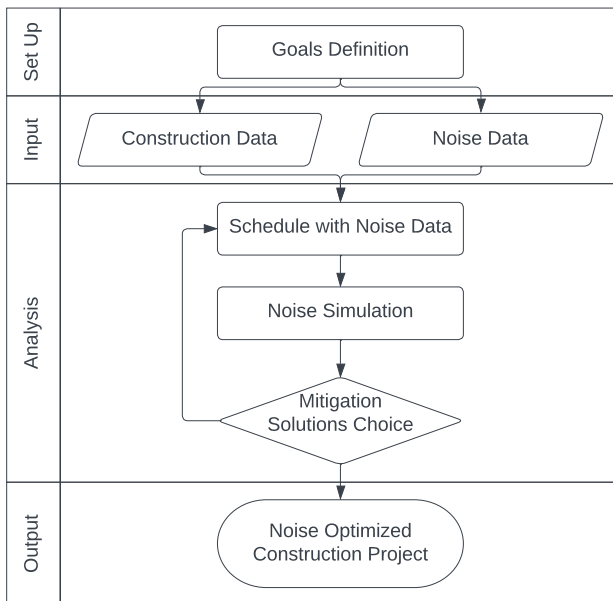 Set Up
Goals Definition
Input
Construction Data
Noise Data
Analysis
Schedule with Noise Data
Noise Simulation
Mitigation
Solutions Choice
Output
Noise Optimized
Construction Project